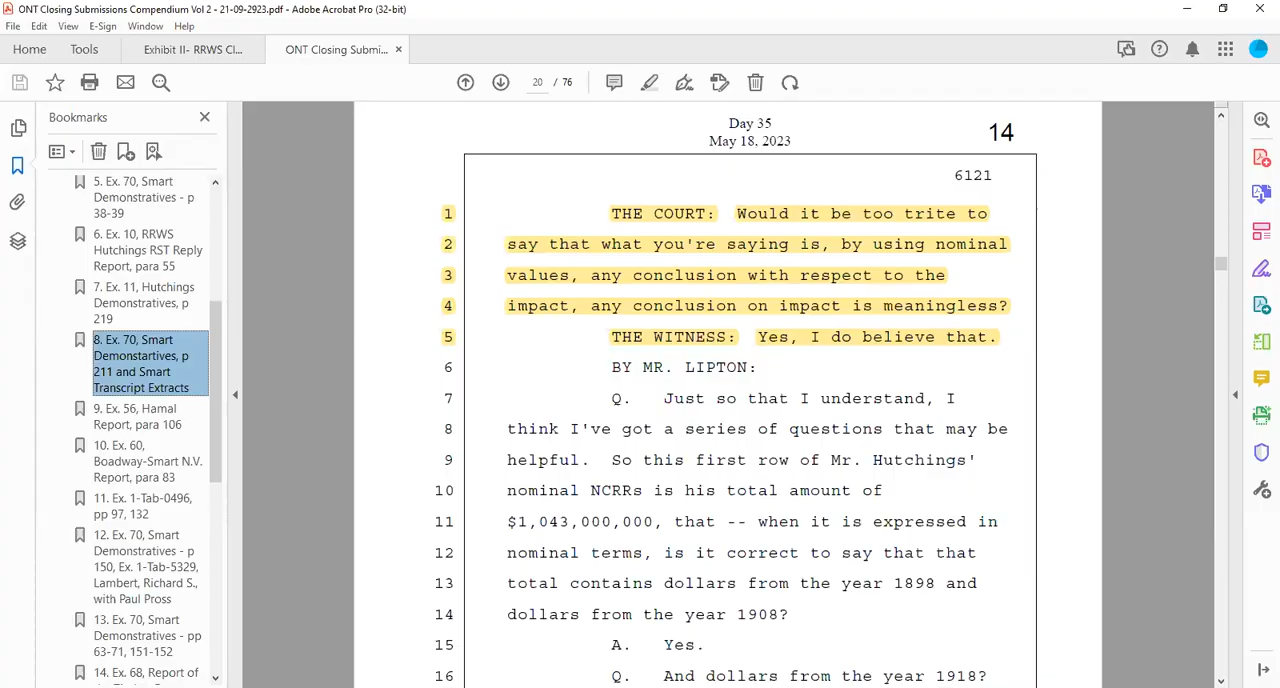 ONT Closing Submissions Compendium Vol 2 - 21-09-2923.pdf - Adobe Acrobat Pro (32-bit)
File Edit View E-Sign Window Help
Home Tools Exhibit II- RRWS Cl... ONT Closing Submi... ×
20 / 76
Bookmarks
5. Ex. 70, Smart
Demonstratives - p
38-39
6. Ex. 10, RRWS
Hutchings RST Reply
Report, para 55
7. Ex. 11, Hutchings
Demonstratives, p
219
8. Ex. 70, Smart
Demonstartives, p
211 and Smart
Transcript Extracts
9. Ex. 56, Hamal
Report, para 106
10. Ex. 60,
Boadway-Smart N.V.
Report, para 83
11. Ex. 1-Tab-0496,
pp 97, 132
12. Ex. 70, Smart
Demonstratives - p
150, Ex. 1-Tab-5329,
Lambert, Richard S.,
with Paul Pross
13. Ex. 70, Smart
Demonstratives - pp
63-71, 151-152
14. Ex. 68, Report of
Day 35
May 18, 2023
14
6121
1 THE COURT: Would it be too trite to
2 say that what you're saying is, by using nominal
3 values, any conclusion with respect to the
4 impact, any conclusion on impact is meaningless?
5 THE WITNESS: Yes, I do believe that.
6 BY MR. LIPTON:
7 Q. Just so that I understand, I
8 think I've got a series of questions that may be
9 helpful. So this first row of Mr. Hutchings'
10 nominal NCRRs is his total amount of
11 $1,043,000,000, that -- when it is expressed in
12 nominal terms, is it correct to say that that
13 total contains dollars from the year 1898 and
14 dollars from the year 1908?
15 A. Yes.
16 Q. And dollars from the year 1918?